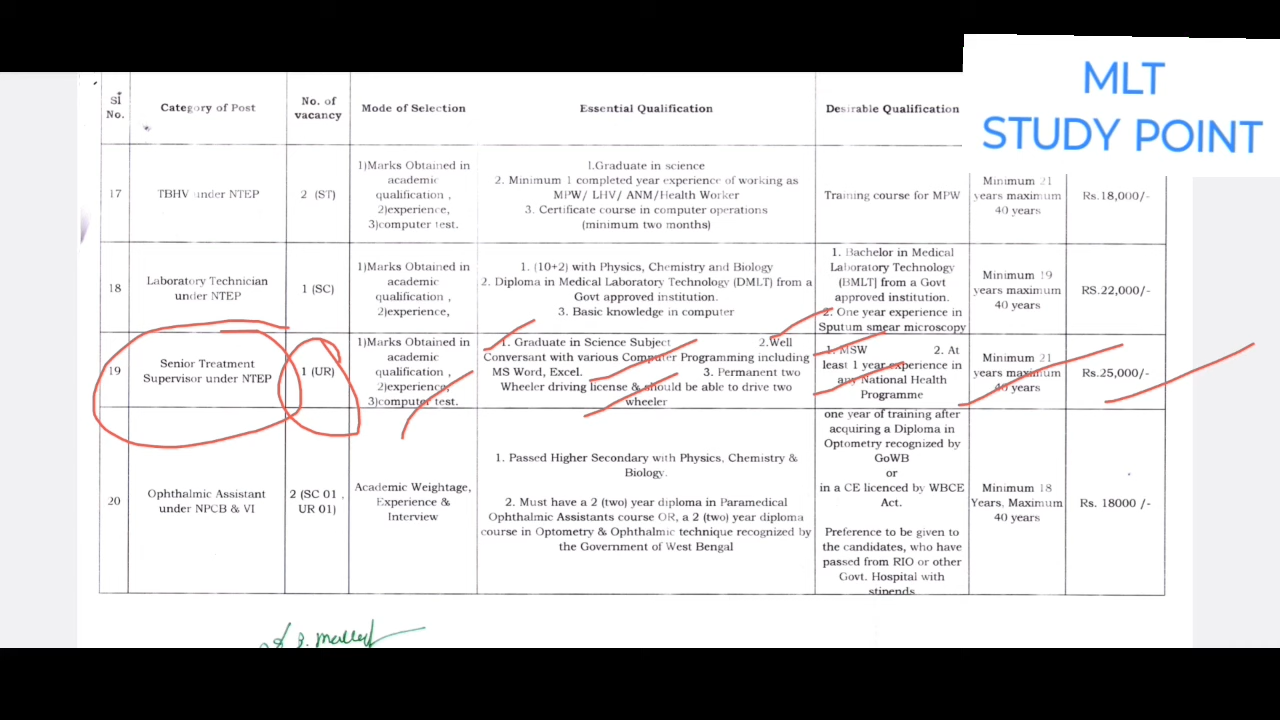 MLT
STUDY POINT
Sl
No.
Category of Post
No. of
vacancy
Mode of Selection
Essential Qualification
Desirable Qualification
17
TBHV under NTEP
2 (ST)
1)Marks Obtained in
academic
qualification ,
2)experience,
3)computer test.
1.Graduate in science
2. Minimum 1 completed year experience of working as
MPW/ LHV/ ANM/Health Worker
3. Certificate course in computer operations
(minimum two months)
Training course for MPW
Minimum 21
years maximum
40 years
Rs.18,000/-
18
Laboratory Technician
under NTEP
1 (SC)
1)Marks Obtained in
academic
qualification ,
2)experience,
1. (10+2) with Physics, Chemistry and Biology
2. Diploma in Medical Laboratory Technology (DMLT) from a
Govt approved institution.
3. Basic knowledge in computer
1. Bachelor in Medical
Laboratory Technology
(BMLT] from a Govt
approved institution.
2. One year experience in
Sputum smear microscopy
Minimum 19
years maximum
40 years
RS.22,000/-
19
Senior Treatment
Supervisor under NTEP
1 (UR)
1)Marks Obtained in
academic
qualification ,
2)experience,
3)computer test.
1. Graduate in Science Subject 2.Well
Conversant with various Computer Programming including
MS Word, Excel. 3. Permanent two
Wheeler driving license & should be able to drive two
wheeler
1. MSW 2. At
least 1 year experience in
any National Health
Programme
Minimum 21
years maximum
40 years
Rs.25,000/-
20
Ophthalmic Assistant
under NPCB & VI
2 (SC 01 ,
UR 01)
Academic Weightage,
Experience &
Interview
1. Passed Higher Secondary with Physics, Chemistry &
Biology.
2. Must have a 2 (two) year diploma in Paramedical
Ophthalmic Assistants course OR, a 2 (two) year diploma
course in Optometry & Ophthalmic technique recognized by
the Government of West Bengal
one year of training after
acquiring a Diploma in
Optometry recognized by
GoWB
or
in a CE licenced by WBCE
Act.
Preference to be given to
the candidates, who have
passed from RIO or other
Govt. Hospital with
stipends
Minimum 18
Years, Maximum
40 years
Rs. 18000 /-